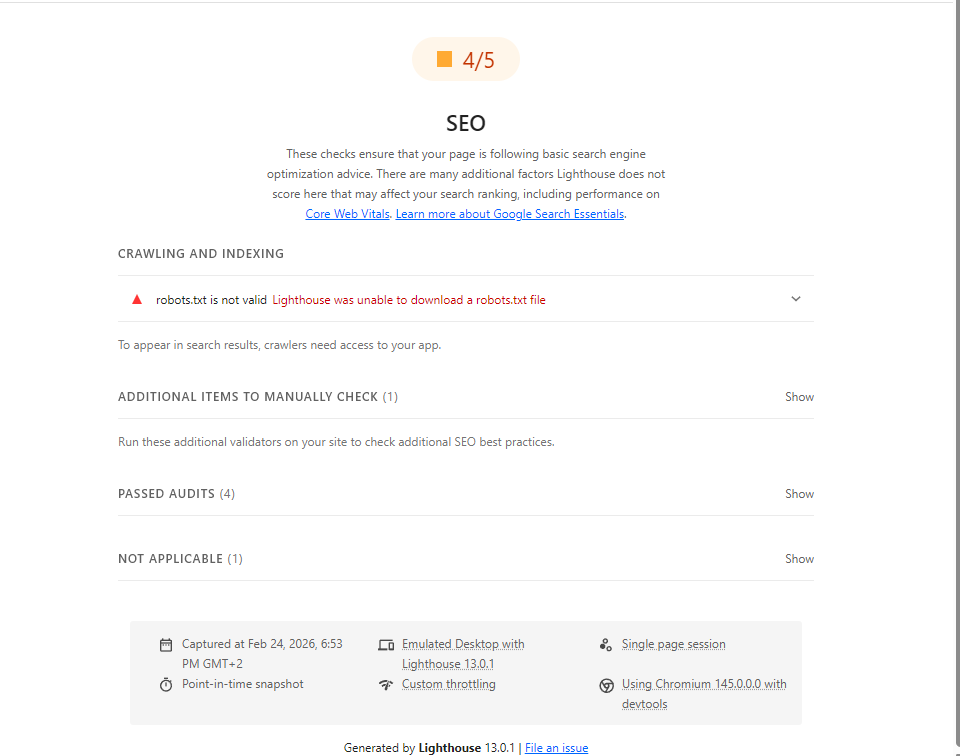 4/5
SEO
These checks ensure that your page is following basic search engine
optimization advice. There are many additional factors Lighthouse does not
score here that may affect your search ranking, including performance on
Core Web Vitals. Learn more about Google Search Essentials.
CRAWLING AND INDEXING
robots.txt is not valid Lighthouse was unable to download a robots.txt file
To appear in search results, crawlers need access to your app.
ADDITIONAL ITEMS TO MANUALLY CHECK (1) Show
Run these additional validators on your site to check additional SEO best practices.
PASSED AUDITS (4) Show
NOT APPLICABLE (1) Show
Captured at Feb 24, 2026, 6:53
PM GMT+2
Emulated Desktop with
Lighthouse 13.0.1
Single page session
Point-in-time snapshot
Custom throttling
Using Chromium 145.0.0.0 with
devtools
Generated by Lighthouse 13.0.1 | File an issue